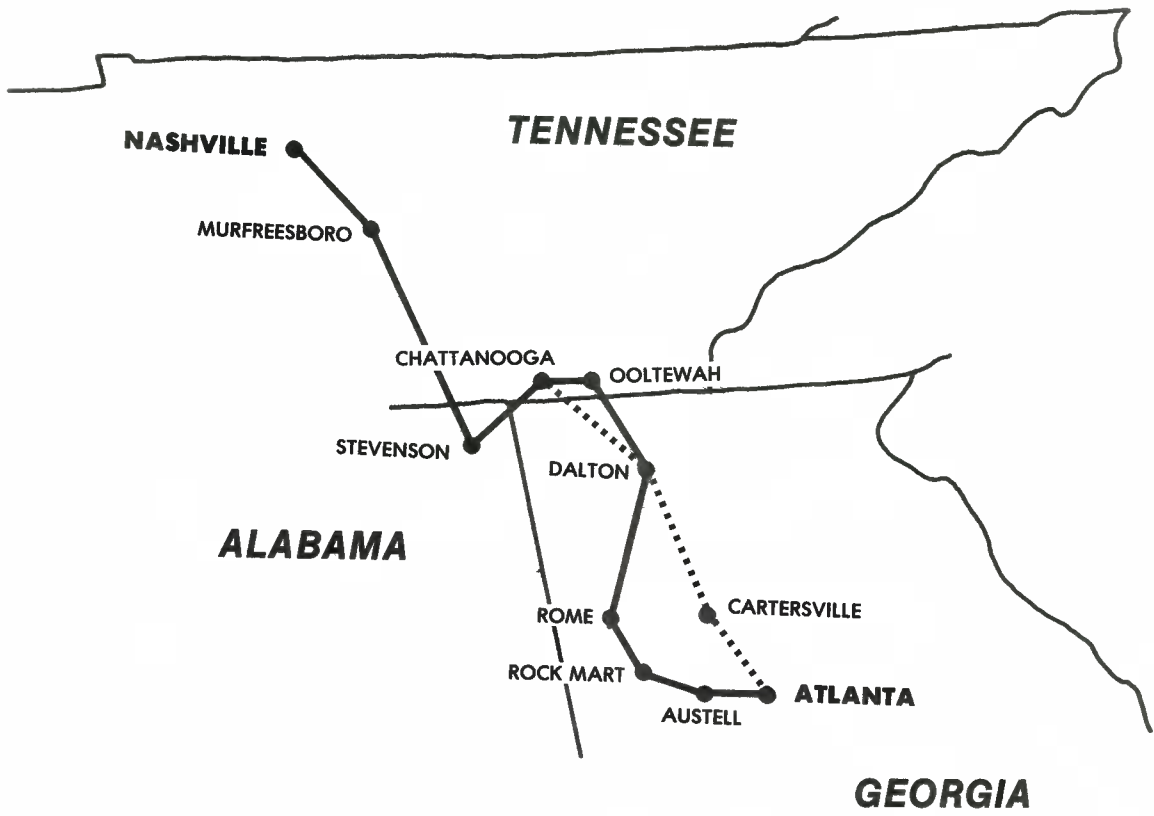 TENNESSEE
NASHVILLE
MURFREESBORO
CHATTANOOGA
OOLTEWAH
STEVENSON
DALTON
ALABAMA
ROME
CARTERSVILLE
ROCK MART
ATLANTA
AUSTELL
GEORGIA